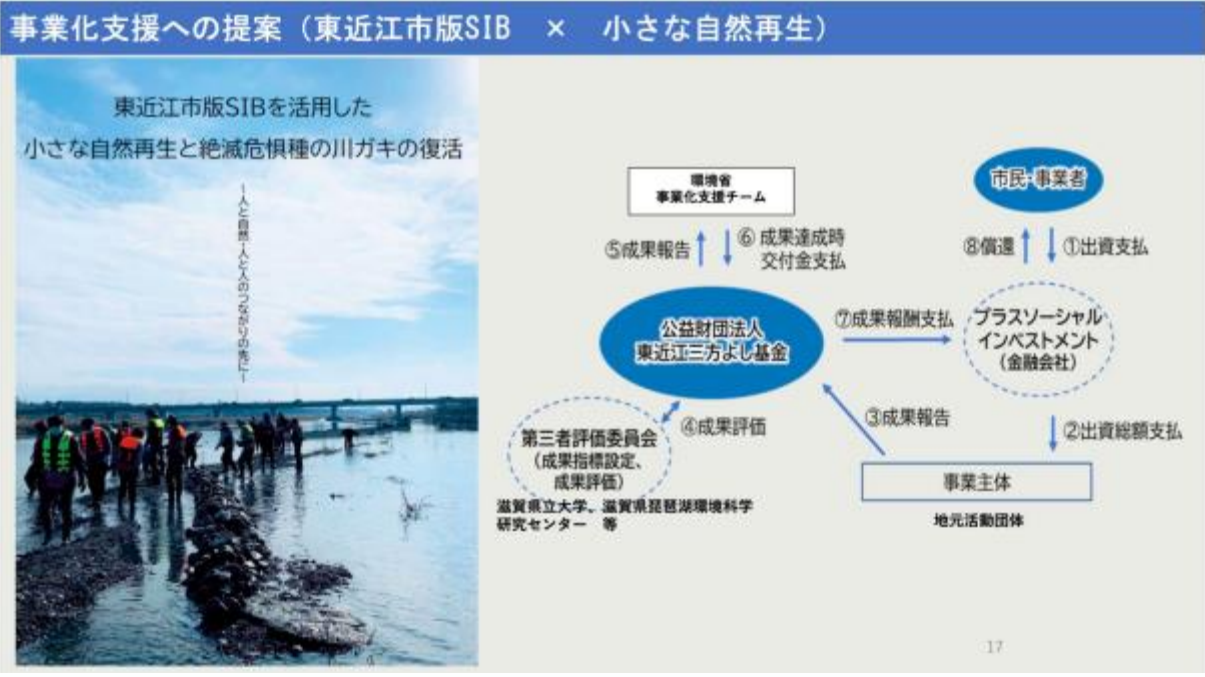 事業化支援への提案（東近江市版SIB　×　小さな自然再生）
東近江市版SIBを活用した
小さな自然再生と絶滅危惧種の川ガキの復活
～人と自然・人と人のつながりの先に～
環境省
事業化支援チーム
市民・事業者
⑤成果報告
⑥ 成果達成時
交付金支払
⑧償還
①出資支払
公益財団法人
東近江三方よし基金
⑦成果報酬支払
プラスソーシャル
インベストメント
（金融会社）
第三者評価委員会
（成果指標設定、
成果評価）
④成果評価
③成果報告
②出資総額支払
事業主体
滋賀県立大学、滋賀県琵琶湖環境科学
研究センター　等
地元活動団体
17